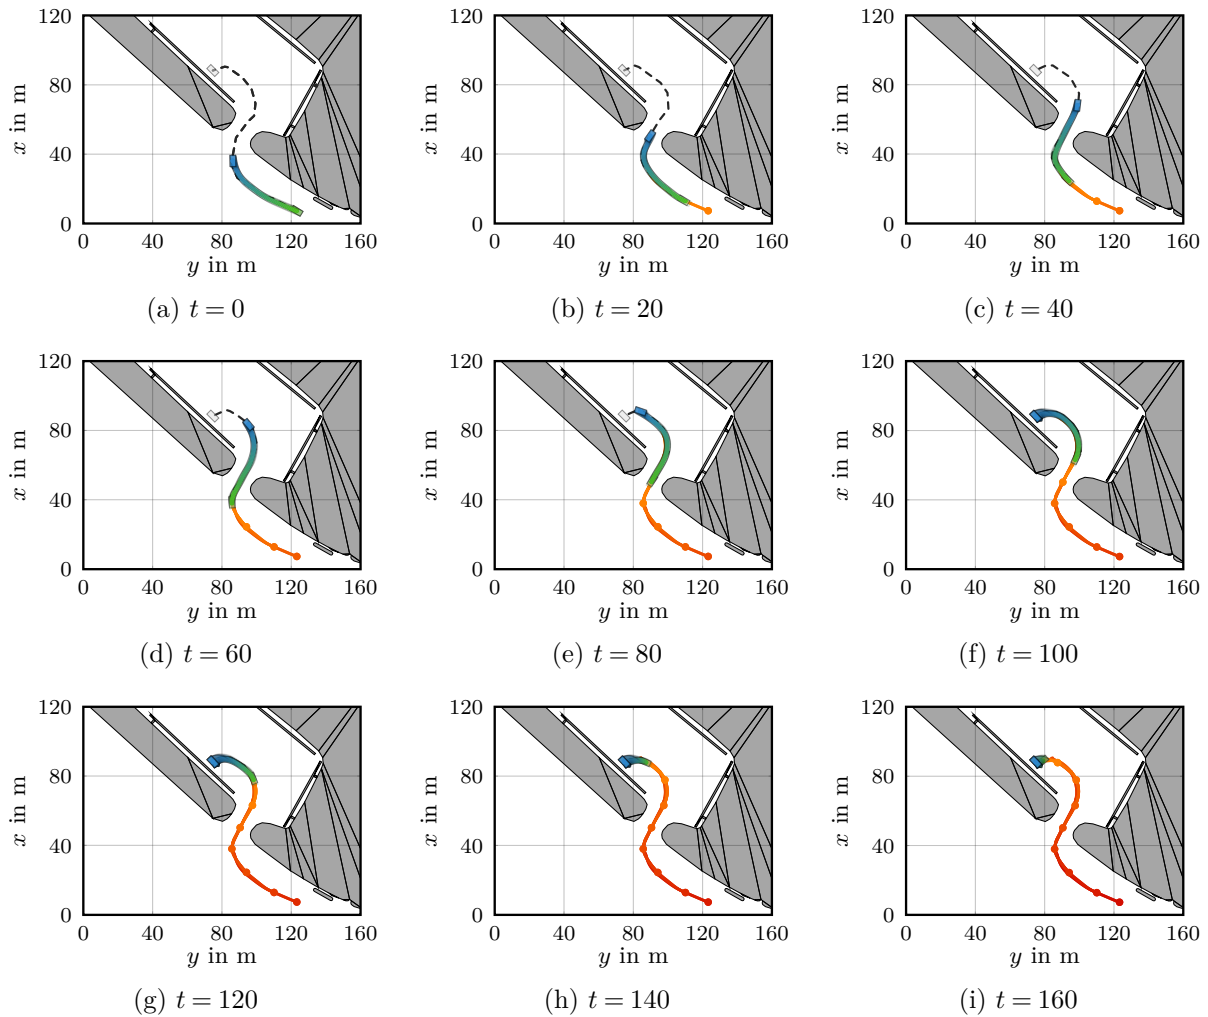 120
80
40
0
x in m
0 40 80 120 160
y in m
(a) t = 0
120
80
40
0
x in m
0 40 80 120 160
y in m
(b) t = 20
120
80
40
0
x in m
0 40 80 120 160
y in m
(c) t = 40
120
80
40
0
x in m
0 40 80 120 160
y in m
(d) t = 60
120
80
40
0
x in m
0 40 80 120 160
y in m
(e) t = 80
120
80
40
0
x in m
0 40 80 120 160
y in m
(f) t = 100
120
80
40
0
x in m
0 40 80 120 160
y in m
(g) t = 120
120
80
40
0
x in m
0 40 80 120 160
y in m
(h) t = 140
120
80
40
0
x in m
0 40 80 120 160
y in m
(i) t = 160